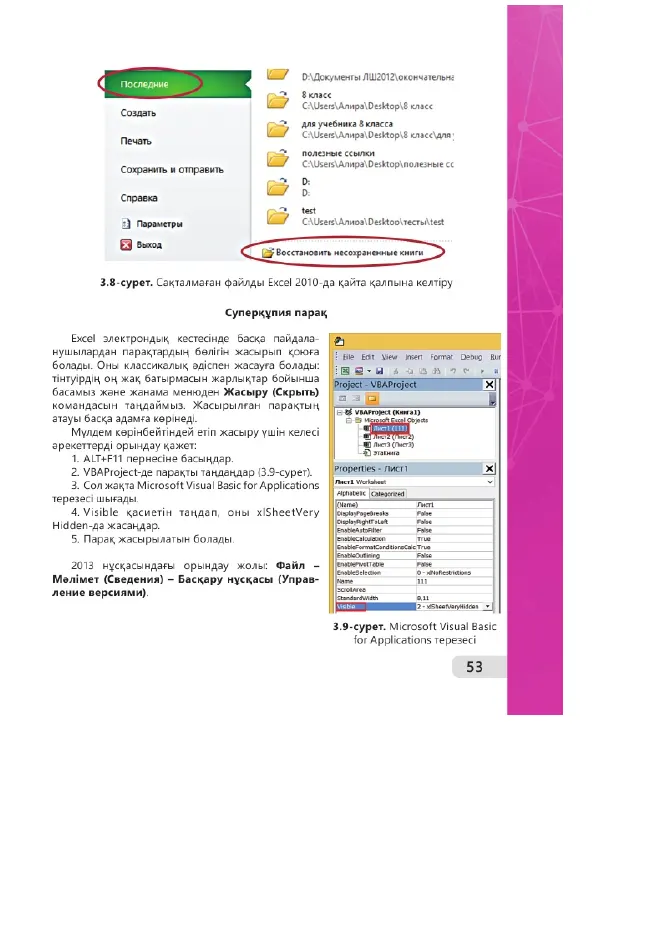 Последние
Создать
Печать
Сохранить и отправить
Справка
Параметры
Выход
D:\Документы ЛШ2012\окончательна
8 класс
C:\Users\Алира\Desktop\8 класс
для учебника 8 класса
C:\Users\Алира\Desktop\8 класс\для
полезные ссылки
C:\Users\Алира\Desktop\полезные сс
D:
D:
test
C:\Users\Алира\Desktop\тесты\test
Восстановить несохраненные книги
3.8-сурет. Сақталмаған файлды Excel 2010-да қайта қалпына келтіру
Суперқұпия парақ
Excel электрондық кестесінде басқа пайдала-
нушылардан парақтардың бөлігін жасырып қоюға
болады. Оны классикалық әдіспен жасауға болады:
тінтуірдің оң жақ батырмасын жарлықтар бойынша
басамыз және жанама менюден Жасыру (Скрыть)
командасын таңдаймыз. Жасырылған парақтың
атауы басқа адамға көрінеді.
Мүлдем көрінбейтіндей етіп жасыру үшін келесі
әрекеттерді орындау қажет:
1. ALT+F11 пернесіне басыңдар.
2. VBAProject-де парақты таңдаңдар (3.9-сурет).
3. Сол жақта Microsoft Visual Basic for Applications
терезесі шығады.
4. Visible қасиетін таңдап, оны xlSheetVery
Hidden-да жасаңдар.
5. Парақ жасырылатын болады.
2013 нұсқасындағы орындау жолы: Файл –
Мәлімет (Сведения) – Басқару нұсқасы (Управ-
ление версиями).
File Edit View Insert Format Debug Run
Project - VBAProject
VBAProject (Книга1)
Microsoft Excel Objects
Лист1 (111)
Лист2 (Лист2)
Лист3 (Лист3)
ЭтаКнига
Properties - Лист1
Лист1 Worksheet
Alphabetic Categorized
(Name) Лист1
DisplayPageBreaks False
DisplayRightToLeft False
EnableAutoFilter False
EnableCalculation True
EnableFormatConditionsCalc True
EnableOutlining False
EnablePivotTable False
EnableSelection 0 - xlNoRestrictions
Name 111
ScrollArea
StandardWidth 8,11
Visible 2 - xlSheetVeryHidden
3.9-сурет. Microsoft Visual Basic
for Applications терезесі
53